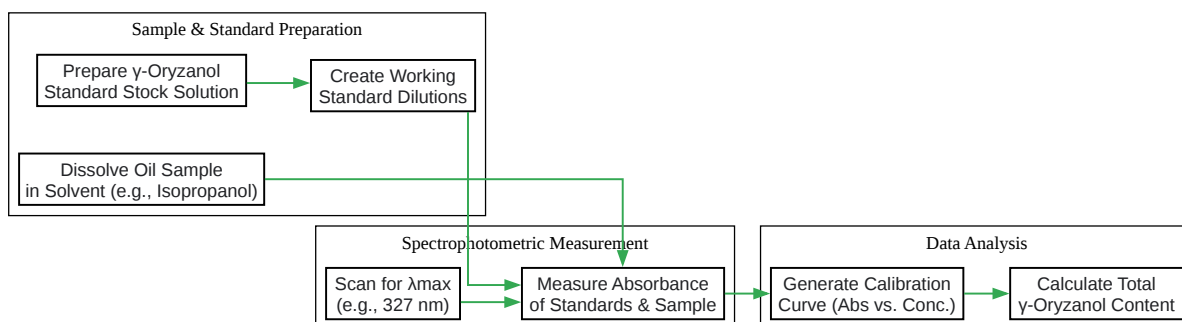 Sample & Standard Preparation
Prepare γ-Oryzanol
Standard Stock Solution
Create Working
Standard Dilutions
Dissolve Oil Sample
in Solvent (e.g., Isopropanol)
Spectrophotometric Measurement
Scan for λmax
(e.g., 327 nm)
Measure Absorbance
of Standards & Sample
Data Analysis
Generate Calibration
Curve (Abs vs. Conc.)
Calculate Total
γ-Oryzanol Content